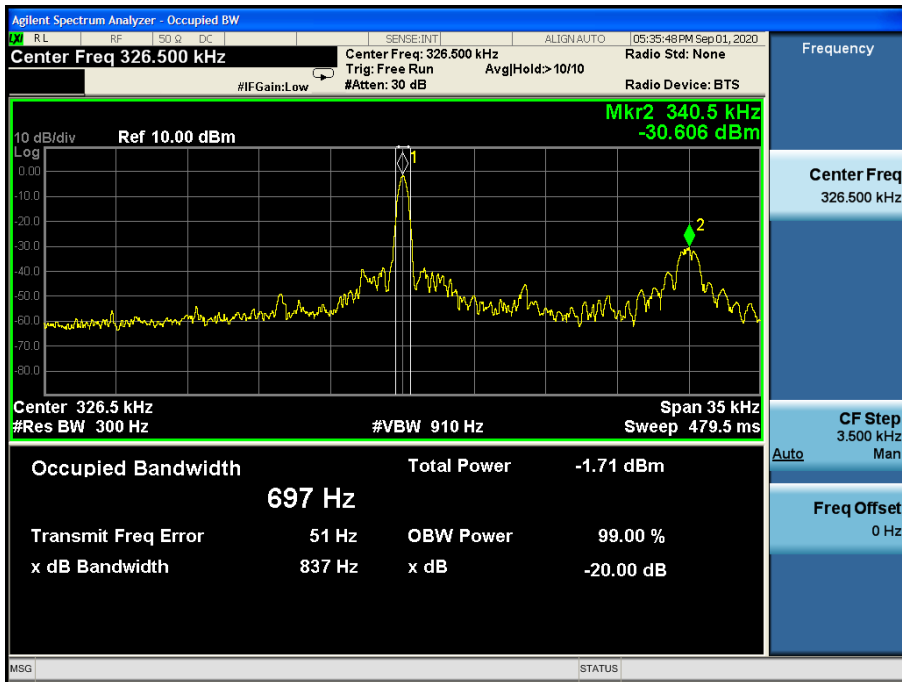 Agilent Spectrum Analyzer - Occupied BW
LXI RL RF 50 Ω DC SENSE:INT ALIGN AUTO 05:35:48 PM Sep 01, 2020
Center Freq 326.500 kHz
Center Freq: 326.500 kHz Radio Std: None
Trig: Free Run Avg|Hold:> 10/10
#IFGain:Low #Atten: 30 dB Radio Device: BTS
Mkr2 340.5 kHz
-30.606 dBm
10 dB/div Ref 10.00 dBm
Log
0.00
-10.0
-20.0
-30.0
-40.0
-50.0
-60.0
-70.0
-80.0
1
2
Center 326.5 kHz Span 35 kHz
#Res BW 300 Hz #VBW 910 Hz Sweep 479.5 ms
Occupied Bandwidth Total Power -1.71 dBm
697 Hz
Transmit Freq Error 51 Hz OBW Power 99.00 %
x dB Bandwidth 837 Hz x dB -20.00 dB
Frequency
Center Freq
326.500 kHz
CF Step
3.500 kHz
Auto Man
Freq Offset
0 Hz
MSG STATUS